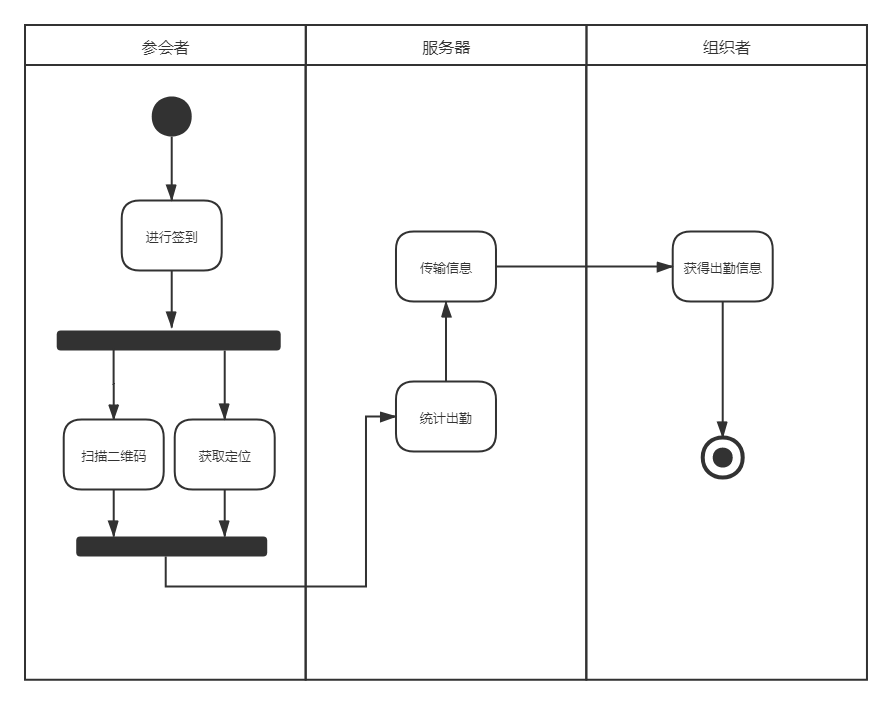 参会者
服务器
组织者
进行签到
传输信息
获得出勤信息
统计出勤
扫描二维码
获取定位